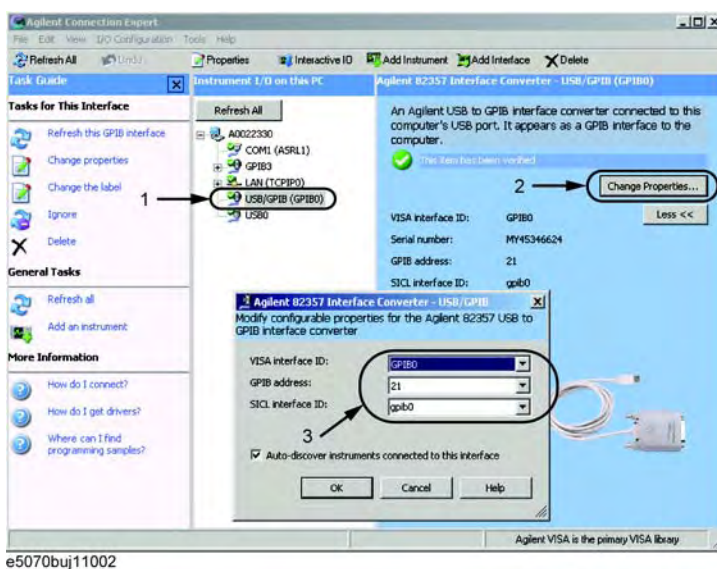 Agilent Connection Expert
File Edit View I/O Configuration Tools Help
Refresh All Undo Properties Interactive IO Add Instrument Add Interface Delete
Task Guide
Instrument I/O on this PC
Agilent 82357 Interface Converter - USB/GPIB (GPIB0)
Tasks for This Interface
Refresh this GPIB interface
Change properties
Change the label
Ignore
Delete
General Tasks
Refresh all
Add an instrument
More Information
How do I connect?
How do I get drivers?
Where can I find
programming samples?
Refresh All
A0022330
COM1 (ASRL1)
GPIB3
LAN (TCPIP0)
USB/GPIB (GPIB0)
USB0
1
An Agilent USB to GPIB interface converter connected to this
computer's USB port. It appears as a GPIB interface to the
computer.
This item has been verified
2
Change Properties...
Less <<
VISA interface ID: GPIB0
Serial number: MY45346624
GPIB address: 21
SICL interface ID: gpib0
Agilent 82357 Interface Converter - USB/GPIB
Modify configurable properties for the Agilent 82357 USB to
GPIB interface converter
VISA interface ID: GPIB0
GPIB address: 21
SICL interface ID: gpib0
3
Auto-discover instruments connected to this interface
OK Cancel Help
Agilent VISA is the primary VISA library
e5070buj11002